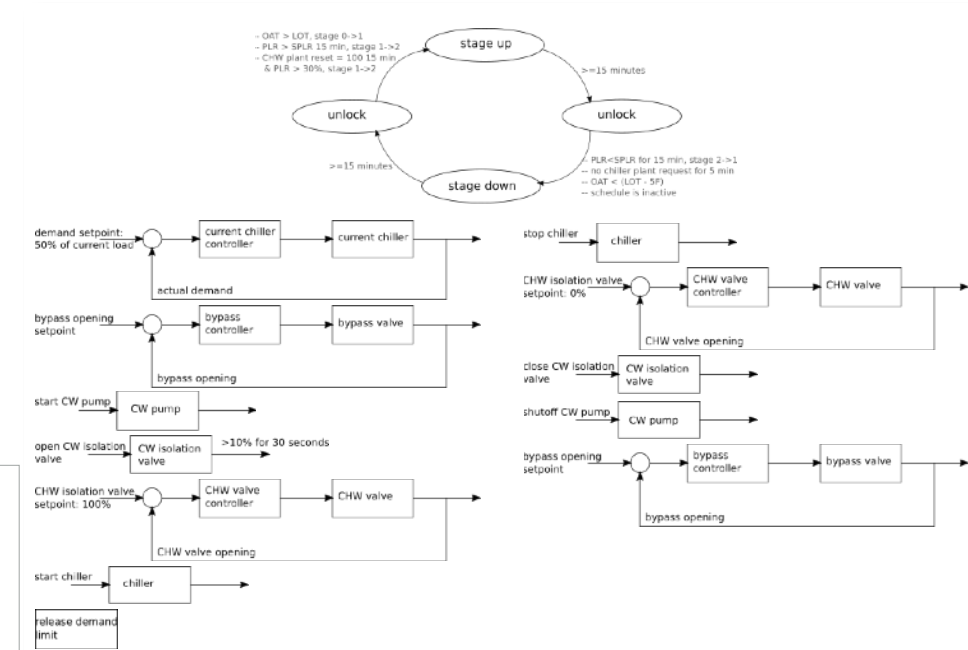 -- OAT > LOT, stage 0->1
-- PLR > SPLR 15 min, stage 1->2
-- CHW plant reset = 100 15 min
& PLR > 30%, stage 1->2
stage up
>=15 minutes
unlock
unlock
>=15 minutes
-- PLR<SPLR for 15 min, stage 2->1
-- no chiller plant request for 5 min
-- OAT < (LOT - 5F)
-- schedule is inactive
stage down
demand setpoint:
50% of current load
current chiller
controller
current chiller
actual demand
bypass opening
setpoint
bypass
controller
bypass valve
bypass opening
start CW pump
CW pump
open CW isolation
valve
CW isolation
valve
>10% for 30 seconds
CHW isolation valve
setpoint: 100%
CHW valve
controller
CHW valve
CHW valve opening
start chiller
chiller
release demand
limit
stop chiller
chiller
CHW isolation valve
setpoint: 0%
CHW valve
controller
CHW valve
CHW valve opening
close CW isolation
valve
CW isolation
valve
shutoff CW pump
CW pump
bypass opening
setpoint
bypass
controller
bypass valve
bypass opening